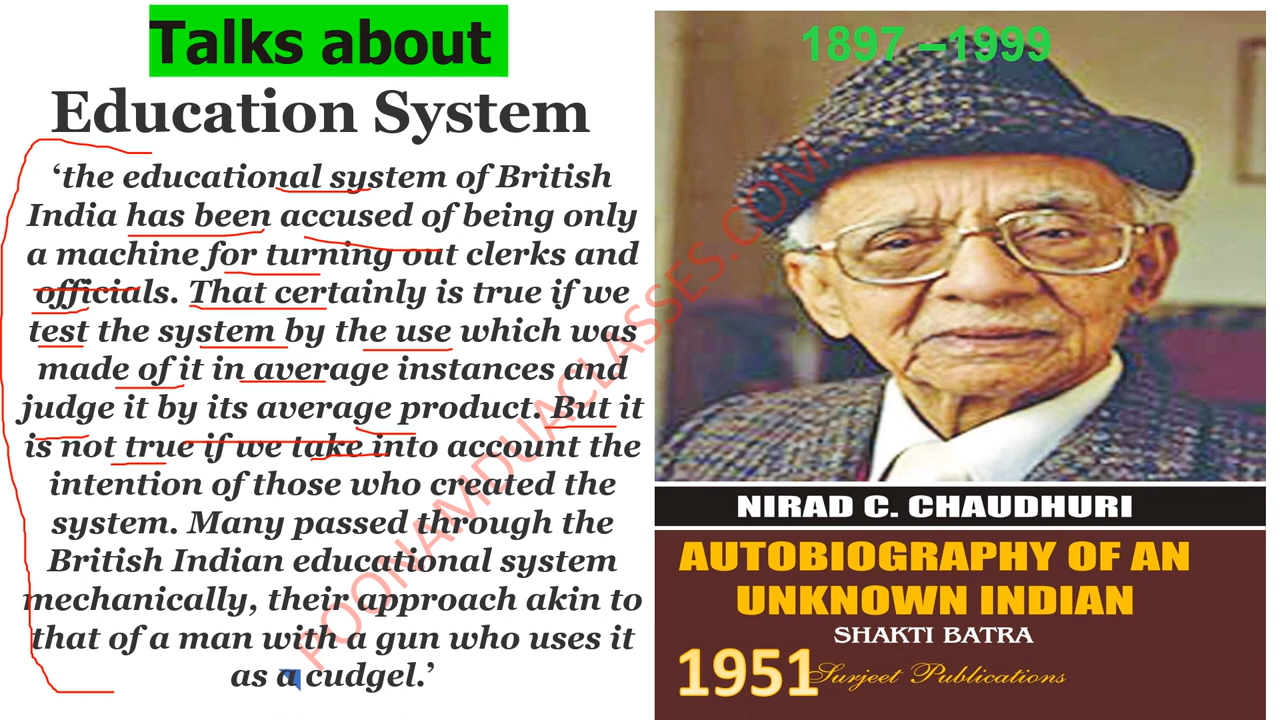 Talks about
Education System
‘the educational system of British
India has been accused of being only
a machine for turning out clerks and
officials. That certainly is true if we
test the system by the use which was
made of it in average instances and
judge it by its average product. But it
is not true if we take into account the
intention of those who created the
system. Many passed through the
British Indian educational system
mechanically, their approach akin to
that of a man with a gun who uses it
as a cudgel.’
POONAMDUACLASSES.COM
1897 –1999
NIRAD C. CHAUDHURI
AUTOBIOGRAPHY OF AN
UNKNOWN INDIAN
SHAKTI BATRA
1951
Surjeet Publications